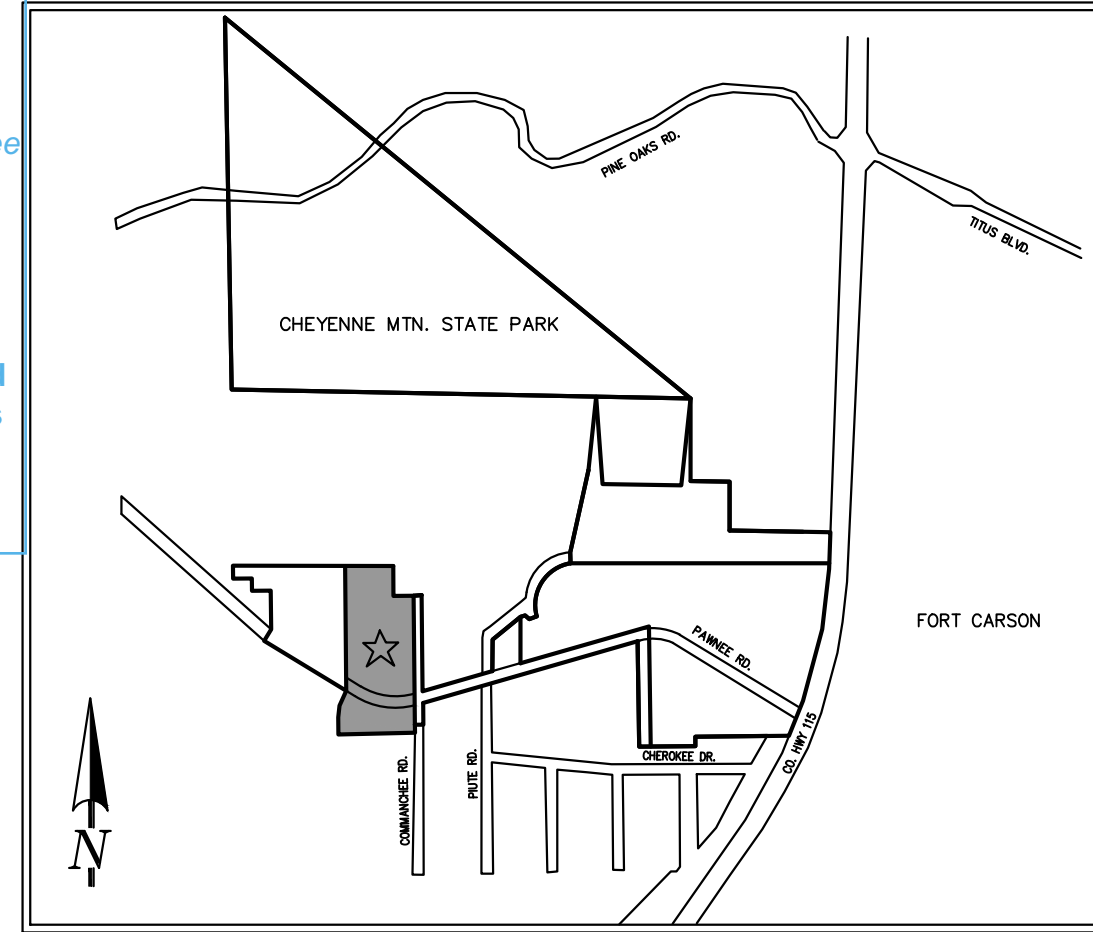 ee
PINE OAKS RD.
TITUS BLVD.
CHEYENNE MTN. STATE PARK
FORT CARSON
PAWNEE RD.
CO. HWY 115
CHEROKEE DR.
COMMANCHEE RD.
PIUTE RD.
N